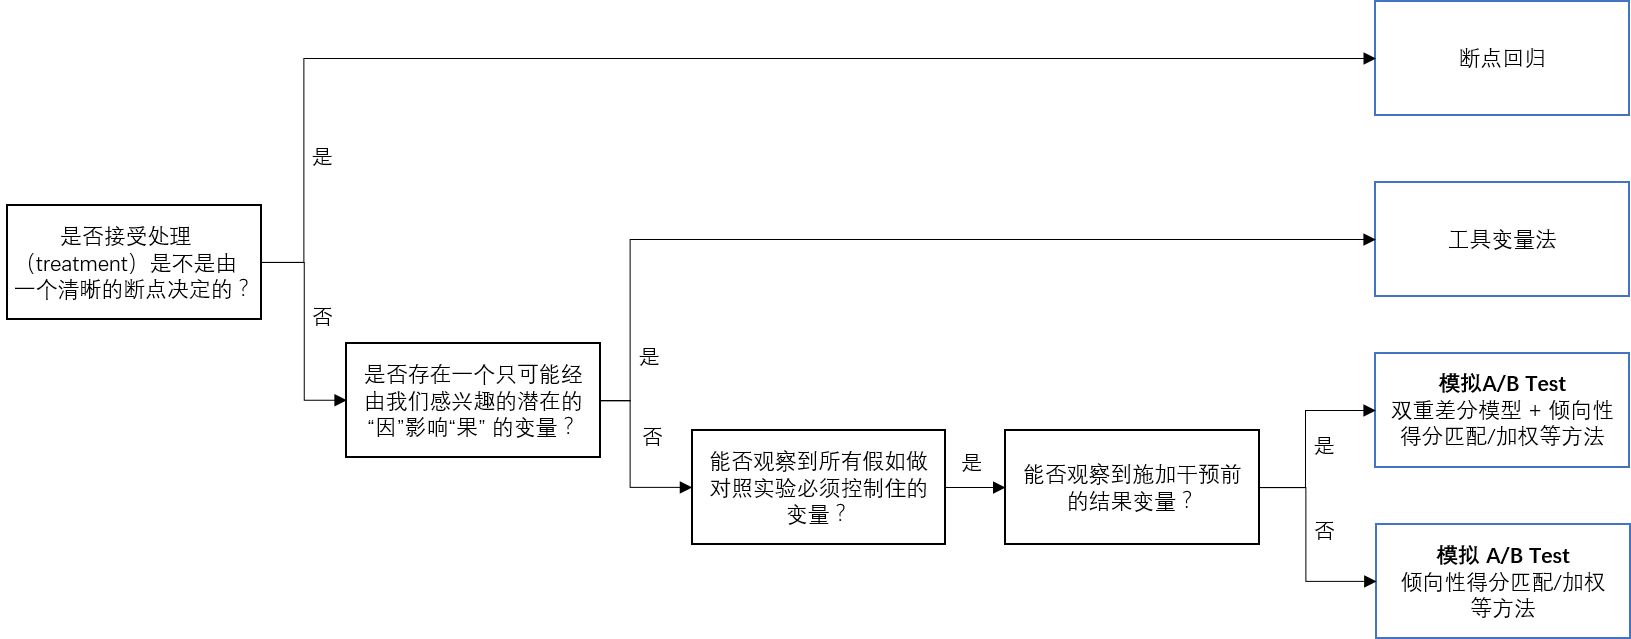 断点回归
是
工具变量法
是否接受处理
（treatment）是不是由
一个清晰的断点决定的？
否
是
是否存在一个只可能经
由我们感兴趣的潜在的
“因”影响“果” 的变量？
否
模拟A/B Test
双重差分模型 + 倾向性
得分匹配/加权等方法
能否观察到所有假如做
对照实验必须控制住的
变量？
是
能否观察到施加干预前
的结果变量？
是
否
模拟 A/B Test
倾向性得分匹配/加权
等方法